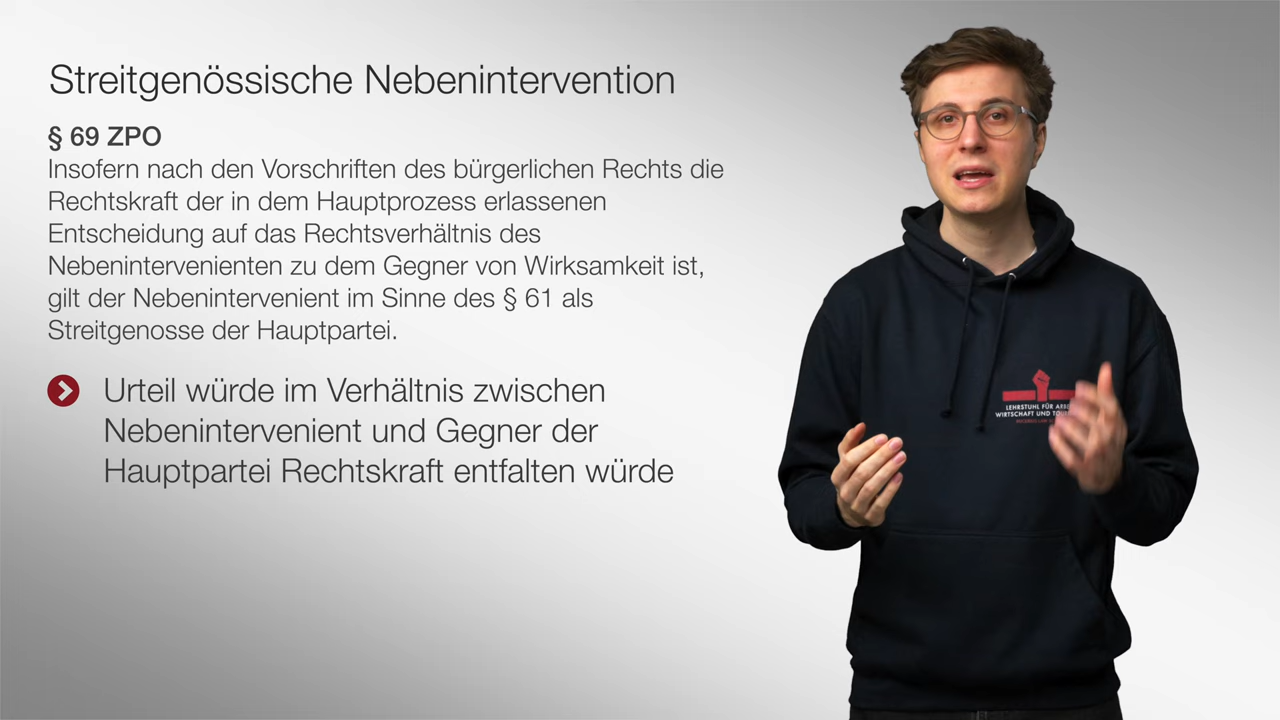 Streitgenössische Nebenintervention
§ 69 ZPO
Insofern nach den Vorschriften des bürgerlichen Rechts die
Rechtskraft der in dem Hauptprozess erlassenen
Entscheidung auf das Rechtsverhältnis des
Nebenintervenienten zu dem Gegner von Wirksamkeit ist,
gilt der Nebenintervenient im Sinne des § 61 als
Streitgenosse der Hauptpartei.
Urteil würde im Verhältnis zwischen
Nebenintervenient und Gegner der
Hauptpartei Rechtskraft entfalten würde
LEHRSTUHL FÜR
WIRTSCHAFT UND